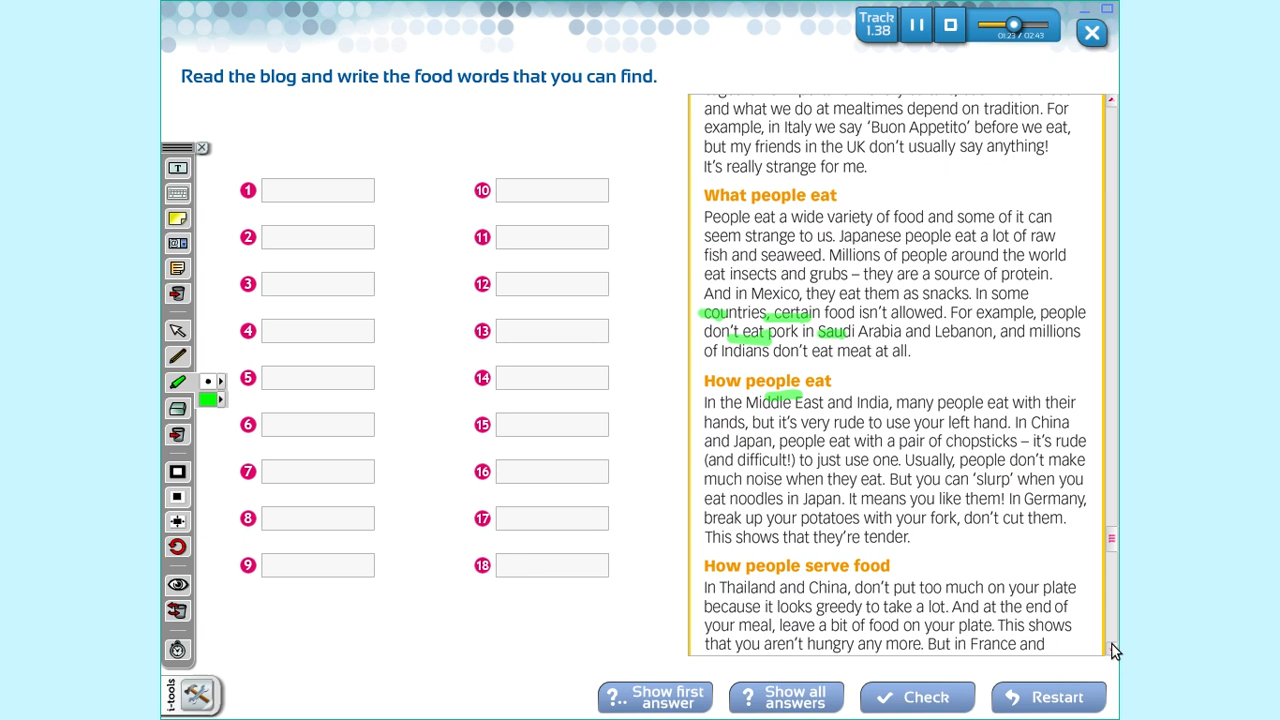 Track
1.38
01:23 / 02:43
Read the blog and write the food words that you can find.
and what we do at mealtimes depend on tradition. For
example, in Italy we say ‘Buon Appetito’ before we eat,
but my friends in the UK don’t usually say anything!
It’s really strange for me.
What people eat
People eat a wide variety of food and some of it can
seem strange to us. Japanese people eat a lot of raw
fish and seaweed. Millions of people around the world
eat insects and grubs – they are a source of protein.
And in Mexico, they eat them as snacks. In some
countries, certain food isn’t allowed. For example, people
don’t eat pork in Saudi Arabia and Lebanon, and millions
of Indians don’t eat meat at all.
How people eat
In the Middle East and India, many people eat with their
hands, but it’s very rude to use your left hand. In China
and Japan, people eat with a pair of chopsticks – it’s rude
(and difficult!) to just use one. Usually, people don’t make
much noise when they eat. But you can ‘slurp’ when you
eat noodles in Japan. It means you like them! In Germany,
break up your potatoes with your fork, don’t cut them.
This shows that they’re tender.
How people serve food
In Thailand and China, don’t put too much on your plate
because it looks greedy to take a lot. And at the end of
your meal, leave a bit of food on your plate. This shows
that you aren’t hungry any more. But in France and
1
2
3
4
5
6
7
8
9
10
11
12
13
14
15
16
17
18
T
i-tools
?.. Show first answer
? Show all answers
Check
Restart